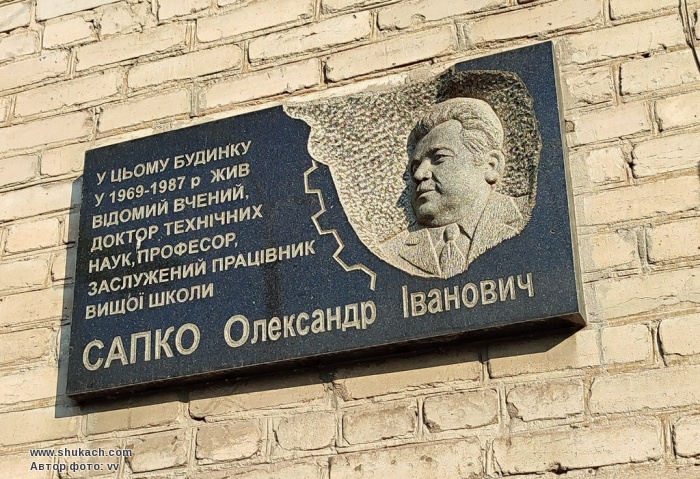 У ЦЬОМУ БУДИНКУ
У 1969-1987 р ЖИВ
ВІДОМИЙ ВЧЕНИЙ,
ДОКТОР ТЕХНІЧНИХ
НАУК, ПРОФЕСОР,
ЗАСЛУЖЕНИЙ ПРАЦІВНИК
ВИЩОЇ ШКОЛИ
САПКО Олександр Іванович
www.shukach.com
Автор фото: vv